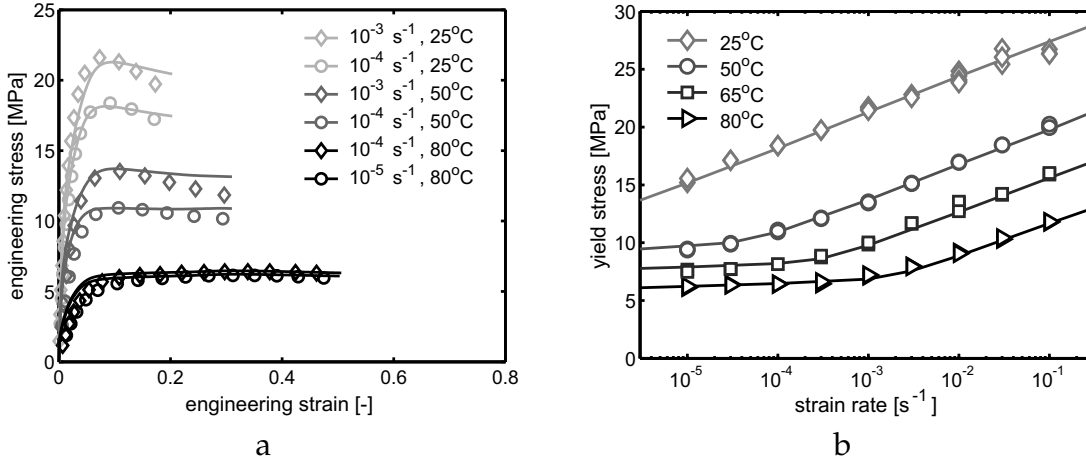 25
20
15
10
5
0
0
0.2
0.4
0.6
0.8
engineering stress [MPa]
engineering strain [-]
10⁻³ s⁻¹, 25°C
10⁻⁴ s⁻¹, 25°C
10⁻³ s⁻¹, 50°C
10⁻⁴ s⁻¹, 50°C
10⁻⁴ s⁻¹, 80°C
10⁻⁵ s⁻¹, 80°C
a
30
25
20
15
10
5
0
10⁻⁵
10⁻⁴
10⁻³
10⁻²
10⁻¹
yield stress [MPa]
strain rate [s⁻¹]
25°C
50°C
65°C
80°C
b